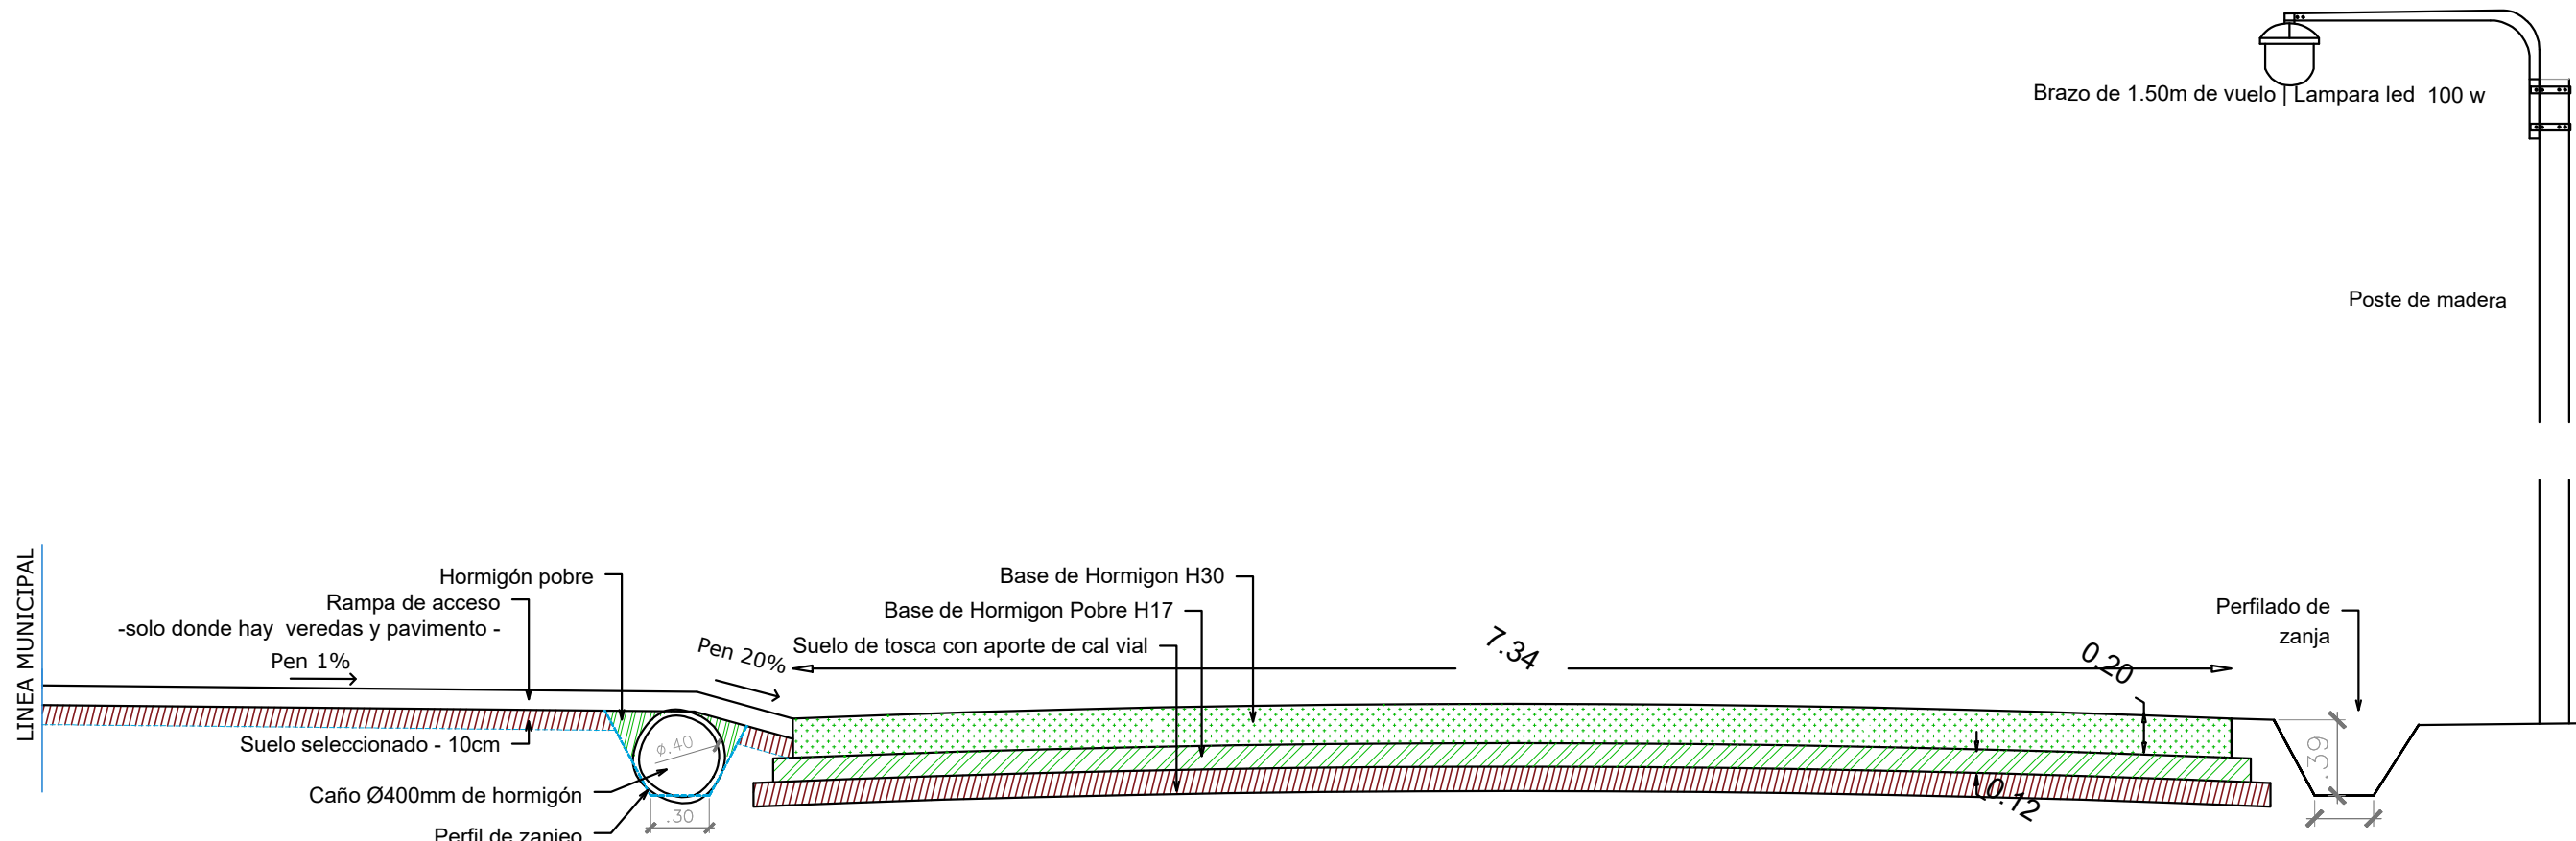 Brazo de 1.50m de vuelo | Lampara led 100 w
Poste de madera
LINEA MUNICIPAL
Hormigón pobre
Rampa de acceso
-solo donde hay veredas y pavimento -
Pen 1%
Suelo seleccionado - 10cm
Caño Ø400mm de hormigón
Perfil de zanjeo
ø.40
.30
Pen 20%
Base de Hormigon H30
Base de Hormigon Pobre H17
Suelo de tosca con aporte de cal vial
7.34
0.20
0.12
Perfilado de
zanja
.39